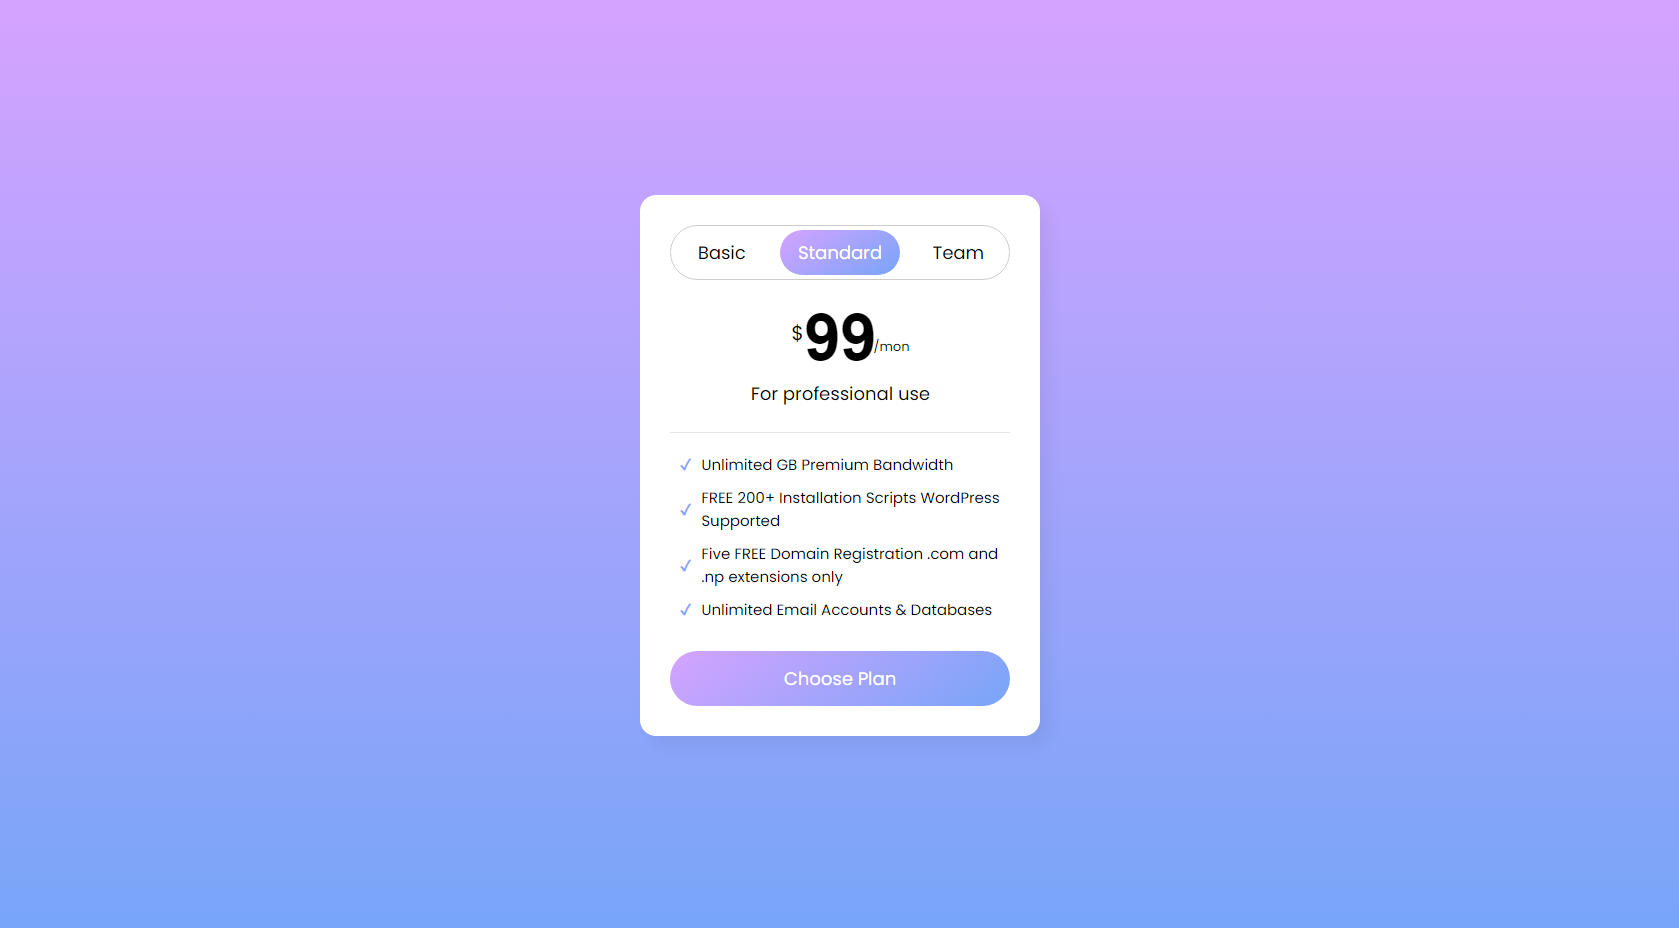 Basic Standard Team
$99/mon
For professional use
Unlimited GB Premium Bandwidth
FREE 200+ Installation Scripts WordPress
Supported
Five FREE Domain Registration .com and
.np extensions only
Unlimited Email Accounts & Databases
Choose Plan